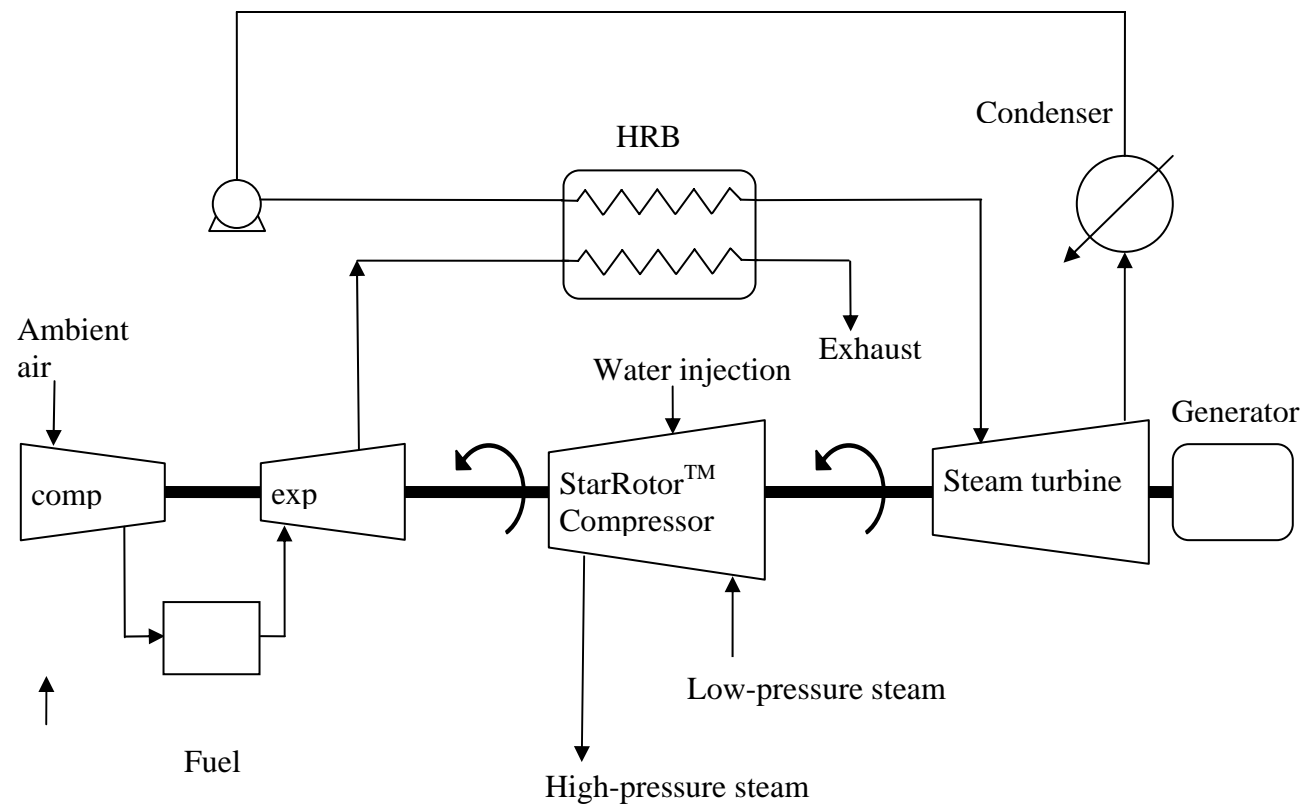 Condenser
HRB
Ambient
air
Exhaust
Water injection
Generator
comp
exp
StarRotor™
Compressor
Steam turbine
Low-pressure steam
Fuel
High-pressure steam